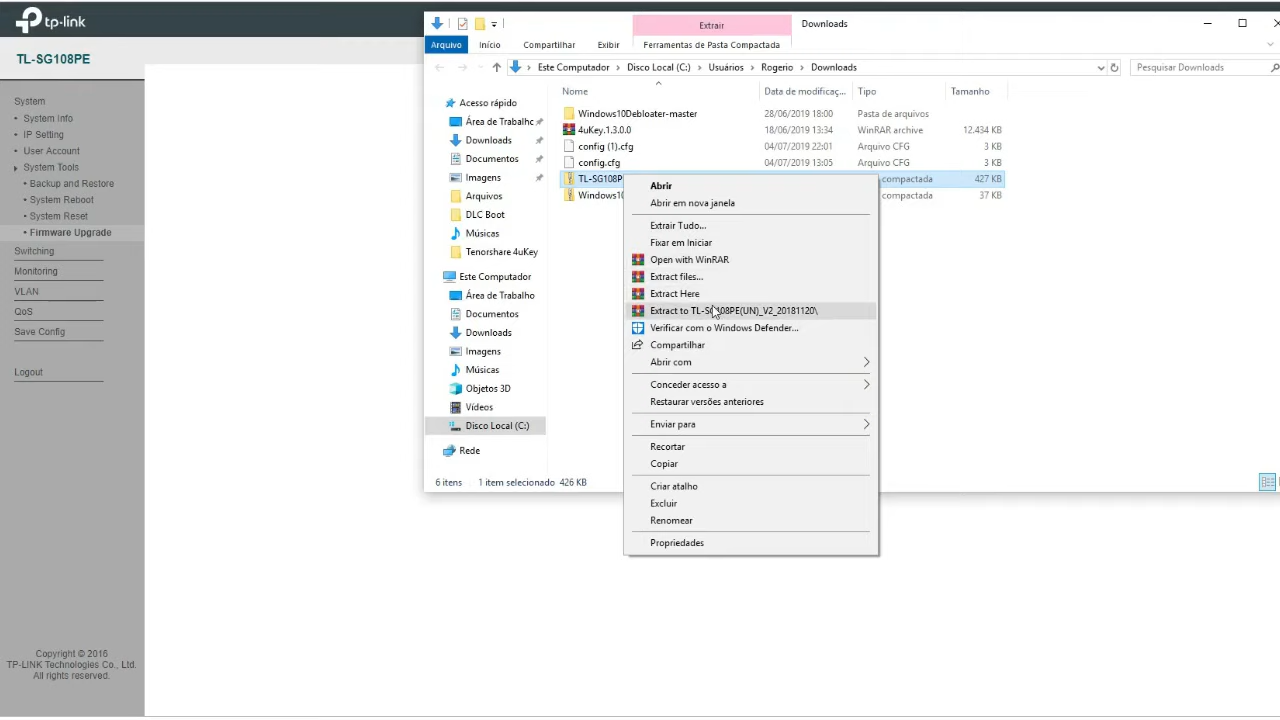 tp-link
TL-SG108PE
System
System Info
IP Setting
User Account
System Tools
Backup and Restore
System Reboot
System Reset
Firmware Upgrade
Switching
Monitoring
VLAN
QoS
Save Config
Logout
Copyright © 2016
TP-LINK Technologies Co., Ltd.
All rights reserved.
Extrair
Downloads
Arquivo Início Compartilhar Exibir Ferramentas de Pasta Compactada
Este Computador Disco Local (C:) Usuários Rogerio Downloads
Pesquisar Downloads
Acesso rápido
Área de Trabalho
Downloads
Documentos
Imagens
Arquivos
DLC Boot
Músicas
Tenorshare 4uKey
Este Computador
Área de Trabalho
Documentos
Downloads
Imagens
Músicas
Objetos 3D
Vídeos
Disco Local (C:)
Rede
Nome Data de modificaç... Tipo Tamanho
Windows10Debloater-master 28/06/2019 18:00 Pasta de arquivos
4uKey.1.3.0.0 18/06/2019 13:34 WinRAR archive 12.434 KB
config (1).cfg 04/07/2019 22:01 Arquivo CFG 3 KB
config.cfg 04/07/2019 13:05 Arquivo CFG 3 KB
TL-SG108P compactada 427 KB
Windows10 compactada 37 KB
Abrir
Abrir em nova janela
Extrair Tudo...
Fixar em Iniciar
Open with WinRAR
Extract files...
Extract Here
Extract to TL-SG108PE(UN)_V2_20181120\
Verificar com o Windows Defender...
Compartilhar
Abrir com
Conceder acesso a
Restaurar versões anteriores
Enviar para
Recortar
Copiar
Criar atalho
Excluir
Renomear
Propriedades
6 itens 1 item selecionado 426 KB